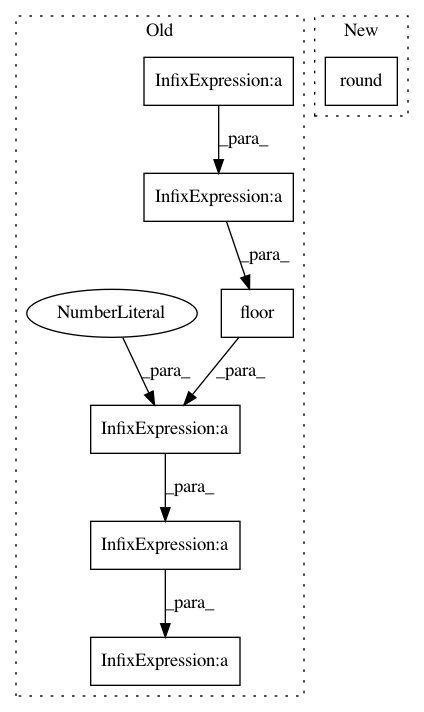 Old
New
InfixExpression:a
round
_para_
InfixExpression:a
_para_
NumberLiteral
floor
_para_
_para_
InfixExpression:a
_para_
InfixExpression:a
_para_
InfixExpression:a